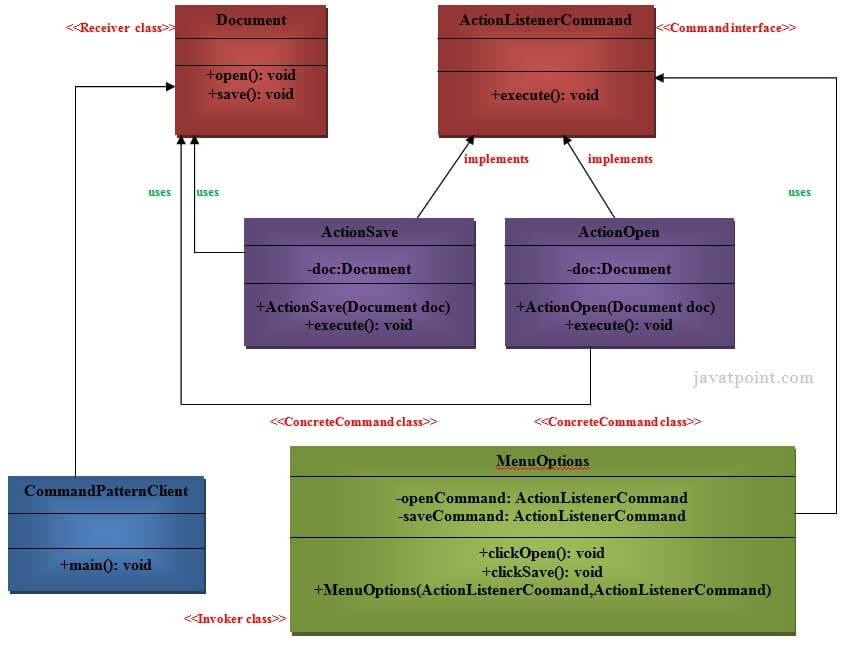 <<Receiver class>>
Document
+open(): void
+save(): void
ActionListenerCommand
+execute(): void
<<Command interface>>
implements
implements
uses
uses
uses
ActionSave
-doc:Document
+ActionSave(Document doc)
+execute(): void
ActionOpen
-doc:Document
+ActionOpen(Document doc)
+execute(): void
javatpoint.com
<<ConcreteCommand class>>
<<ConcreteCommand class>>
CommandPatternClient
+main(): void
MenuOptions
-openCommand: ActionListenerCommand
-saveCommand: ActionListenerCommand
+clickOpen(): void
+clickSave(): void
+MenuOptions(ActionListenerCoomand,ActionListenerCommand)
<<Invoker class>>